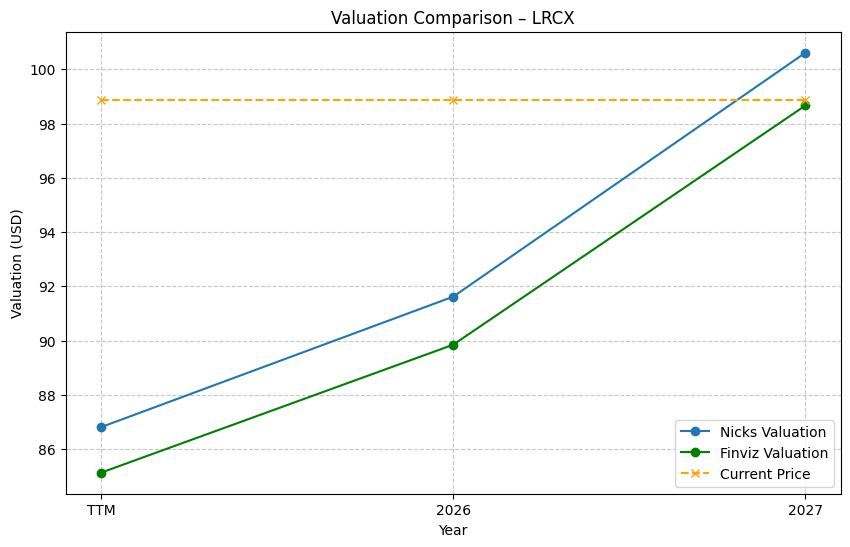 Valuation Comparison – LRCX
Valuation (USD)
100
98
96
94
92
90
88
86
TTM
2026
2027
Year
Nicks Valuation
Finviz Valuation
Current Price